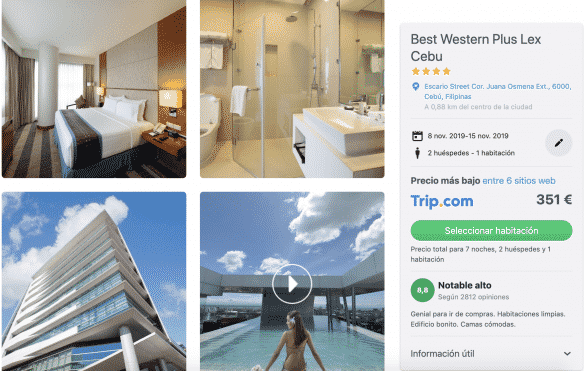 Best Western Plus Lex
Cebu
Escario Street Cor. Juana Osmena Ext., 6000,
Cebú, Filipinas
A 0,88 km del centro de la ciudad
8 nov. 2019-15 nov. 2019
2 huéspedes - 1 habitación
Precio más bajo entre 6 sitios web
Trip.com 351 €
Seleccionar habitación
Precio total para 7 noches, 2 huéspedes y 1
habitación
8,8 Notable alto
Según 2812 opiniones
Genial para ir de compras. Habitaciones limpias.
Edificio bonito. Camas cómodas.
Información útil